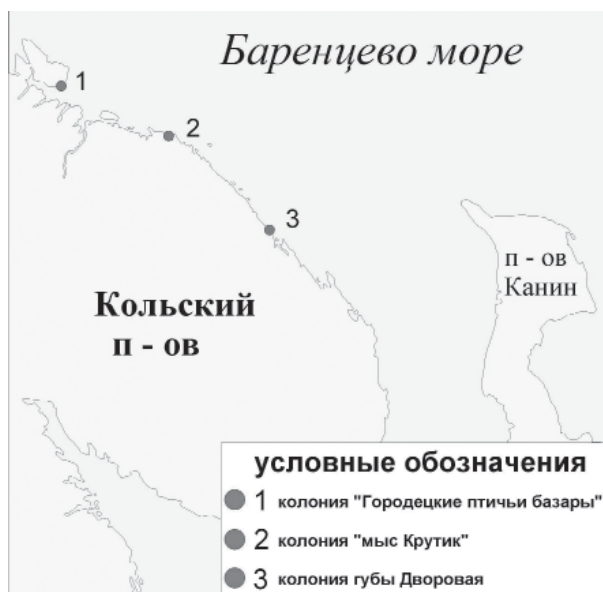 Баренцево море
1
2
3
п - ов
Канин
Кольский
п - ов
условные обозначения
1 колония "Городецкие птичьи базары"
2 колония "мыс Крутик"
3 колония губы Дворовая